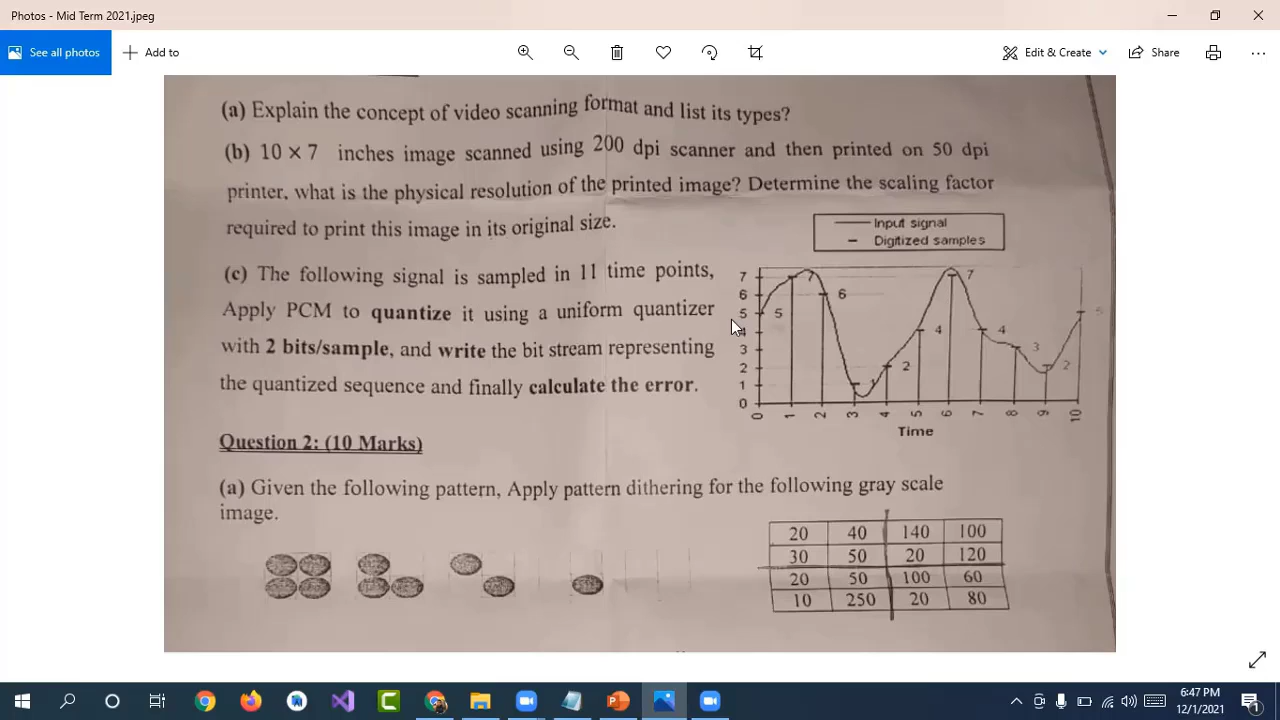 Photos - Mid Term 2021.jpeg
See all photos
Add to
Edit & Create
Share
(a) Explain the concept of video scanning format and list its types?
(b) 10 × 7 inches image scanned using 200 dpi scanner and then printed on 50 dpi
printer, what is the physical resolution of the printed image? Determine the scaling factor
required to print this image in its original size.
Input signal
Digitized samples
(c) The following signal is sampled in 11 time points,
Apply PCM to quantize it using a uniform quantizer
with 2 bits/sample, and write the bit stream representing
the quantized sequence and finally calculate the error.
7
6
5
4
3
2
1
0
5 7 6 1 2 4 7 4 3 2 5
0 1 2 3 4 5 6 7 8 9 10
Time
Question 2: (10 Marks)
(a) Given the following pattern, Apply pattern dithering for the following gray scale
image.
20 40 140 100
30 50 20 120
20 50 100 60
10 250 20 80
6:47 PM
12/1/2021